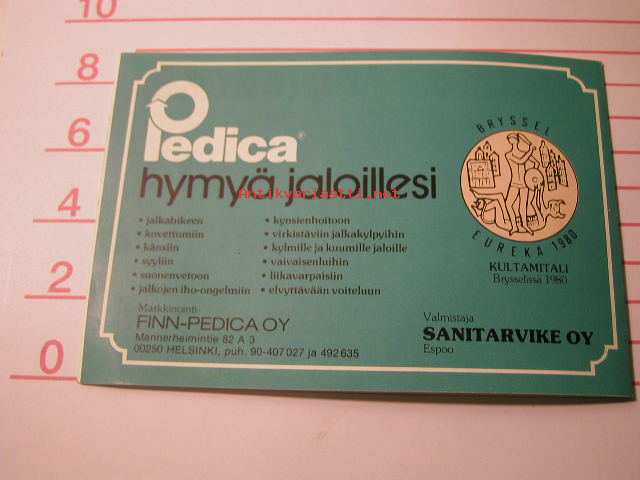 10
8
6
4
2
0
Pedica®
hymyä jaloillesi
Antikvariaatti.net
• jalkahikeen
• kovettumiin
• känsiin
• syyliin
• suonenvetoon
• jalkojen iho-ongelmiin
• kynsienhoitoon
• virkistäviin jalkakylpyihin
• kylmille ja kuumille jaloille
• vaivaisenluihin
• liikavarpaisiin
• elvyttävään voiteluun
BRYSSEL
EUREKA 1980
KULTAMITALI
Brysselissä 1980
Markkinointi
FINN-PEDICA OY
Mannerheimintie 82 A 3
00250 HELSINKI, puh. 90-407 027 ja 492 635
Valmistaja
SANITARVIKE OY
Espoo